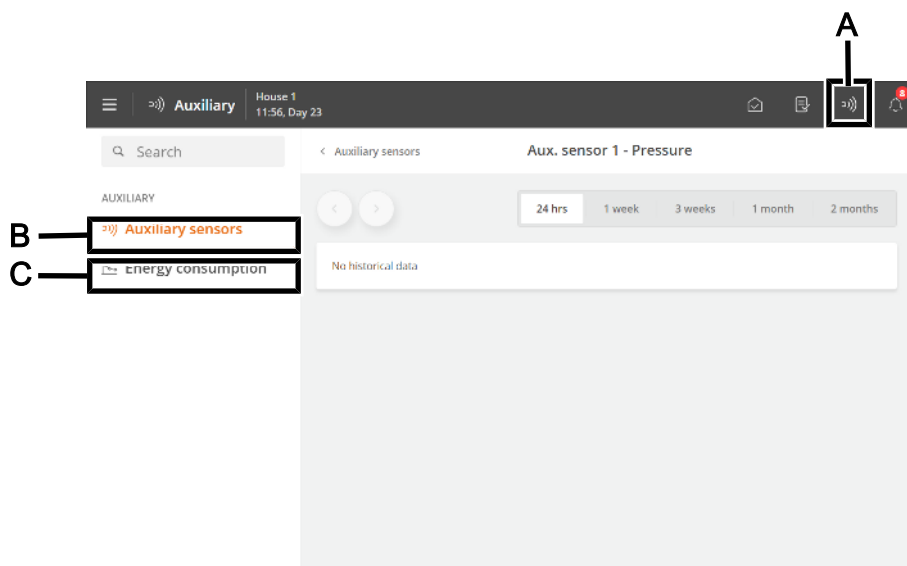 A
Auxiliary
House 1
11:56, Day 23
8
Search
Auxiliary sensors
Aux. sensor 1 - Pressure
AUXILIARY
24 hrs 1 week 3 weeks 1 month 2 months
B
Auxiliary sensors
C
Energy consumption
No historical data